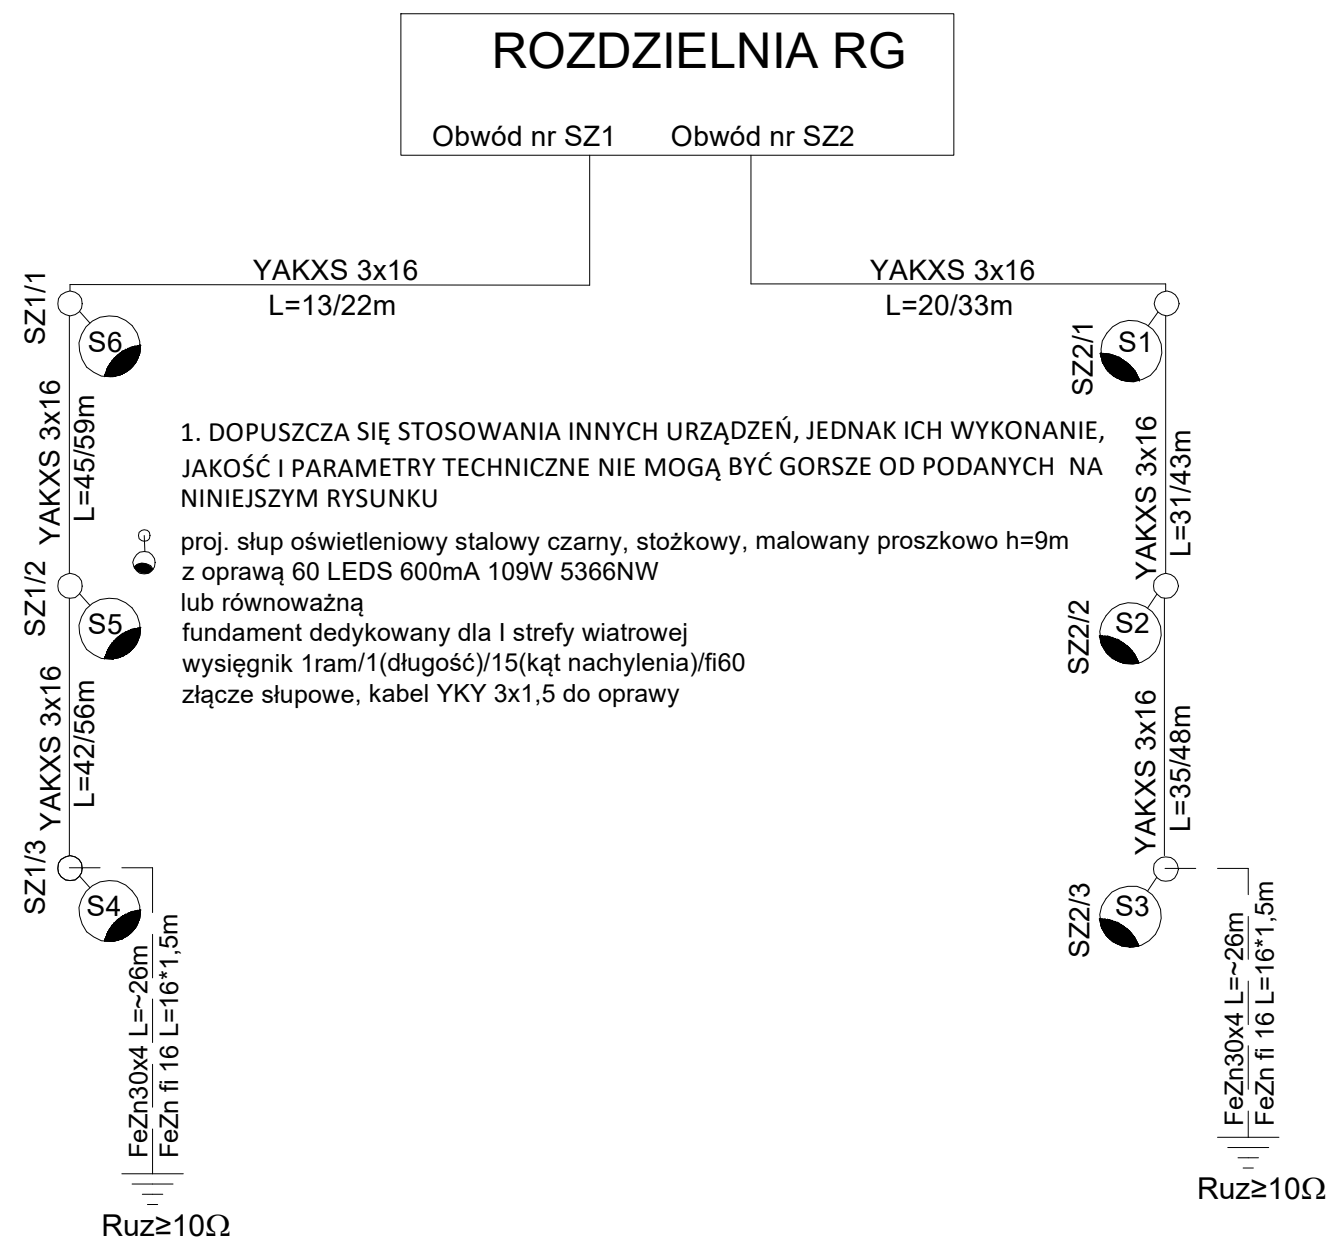 ROZDZIELNIA RG
Obwód nr SZ1
Obwód nr SZ2
YAKXS 3x16
L=13/22m
YAKXS 3x16
L=20/33m
SZ1/1
S6
S1
SZ2/1
YAKXS 3x16
L=45/59m
YAKXS 3x16
L=31/43m
1. DOPUSZCZA SIĘ STOSOWANIA INNYCH URZĄDZEŃ, JEDNAK ICH WYKONANIE,
JAKOŚĆ I PARAMETRY TECHNICZNE NIE MOGĄ BYĆ GORSZE OD PODANYCH NA
NINIEJSZYM RYSUNKU
proj. słup oświetleniowy stalowy czarny, stożkowy, malowany proszkowo h=9m
z oprawą 60 LEDS 600mA 109W 5366NW
lub równoważną
fundament dedykowany dla I strefy wiatrowej
wysięgnik 1ram/1(długość)/15(kąt nachylenia)/fi60
złącze słupowe, kabel YKY 3x1,5 do oprawy
SZ1/2
S5
S2
SZ2/2
YAKXS 3x16
L=42/56m
YAKXS 3x16
L=35/48m
SZ1/3
S4
S3
SZ2/3
FeZn30x4 L=~26m
FeZn fi 16 L=16*1,5m
FeZn30x4 L=~26m
FeZn fi 16 L=16*1,5m
Ruz≥10Ω
Ruz≥10Ω